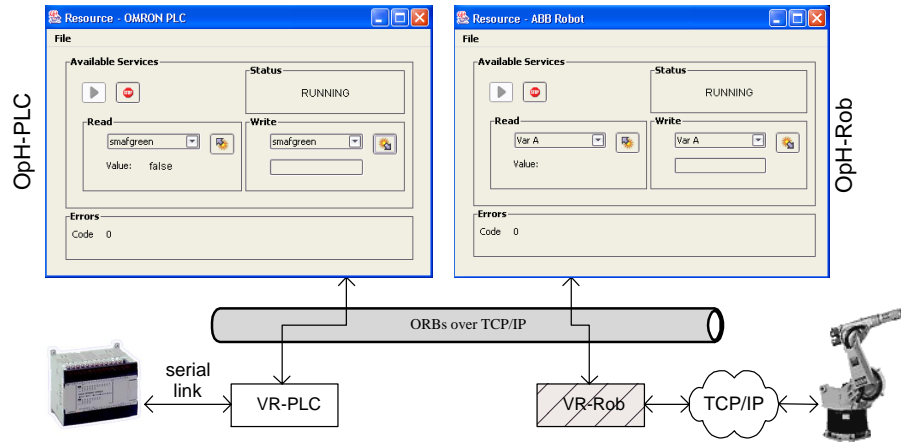 Resource - OMRON PLC
File
Available Services
Status
RUNNING
STOP
Read
smafgreen
Value: false
Write
smafgreen
Errors
Code 0
OpH-PLC
Resource - ABB Robot
File
Available Services
Status
RUNNING
STOP
Read
Var A
Value:
Write
Var A
Errors
Code 0
OpH-Rob
ORBs over TCP/IP
serial
link
VR-PLC
VR-Rob
TCP/IP